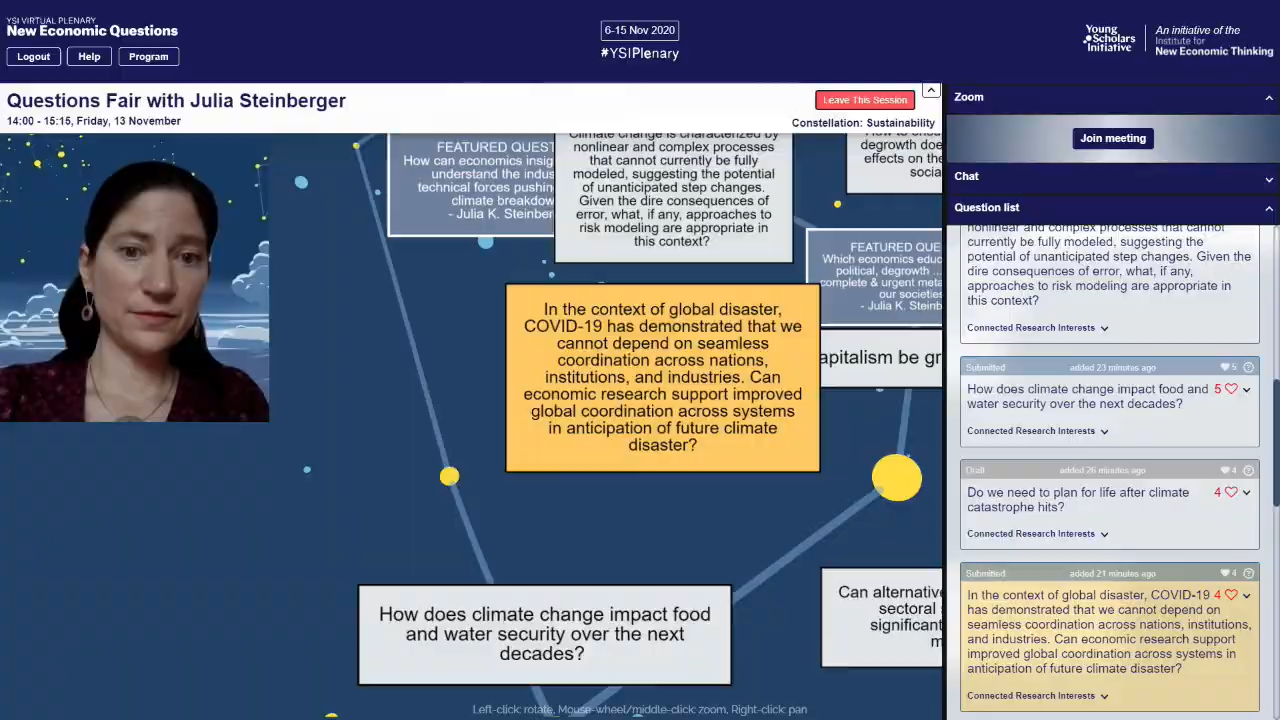 YSI VIRTUAL PLENARY
New Economic Questions
Logout
Help
Program
6-15 Nov 2020
#YSIPlenary
Young
Scholars
Initiative
An initiative of the
Institute for
New Economic Thinking
Questions Fair with Julia Steinberger
14:00 - 15:15, Friday, 13 November
Leave This Session
Constellation: Sustainability
FEATURED QUEST
How can economics insig
understand the indus
technical forces pushin
climate breakdow
- Julia K. Steinber
Climate change is characterized by
nonlinear and complex processes
that cannot currently be fully
modeled, suggesting the potential
of unanticipated step changes.
Given the dire consequences of
error, what, if any, approaches to
risk modeling are appropriate in
this context?
degrowth doe
effects on the
socia
FEATURED QUE
Which economics educ
political, degrowth ...
complete & urgent meta
our societies
- Julia K. Steinb
In the context of global disaster,
COVID-19 has demonstrated that we
cannot depend on seamless
coordination across nations,
institutions, and industries. Can
economic research support improved
global coordination across systems
in anticipation of future climate
disaster?
apitalism be gr
How does climate change impact food
and water security over the next
decades?
Can alternative
sectoral
significant
m
Left-click: rotate, Mouse-wheel/middle-click: zoom, Right-click: pan
Zoom
Join meeting
Chat
Question list
nonlinear and complex processes that cannot
currently be fully modeled, suggesting the
potential of unanticipated step changes. Given the
dire consequences of error, what, if any,
approaches to risk modeling are appropriate in
this context?
Connected Research Interests
Submitted added 23 minutes ago 5
How does climate change impact food and 5
water security over the next decades?
Connected Research Interests
Draft added 26 minutes ago 4
Do we need to plan for life after climate 4
catastrophe hits?
Connected Research Interests
Submitted added 21 minutes ago 4
In the context of global disaster, COVID-19 4
has demonstrated that we cannot depend on
seamless coordination across nations, institutions,
and industries. Can economic research support
improved global coordination across systems in
anticipation of future climate disaster?
Connected Research Interests